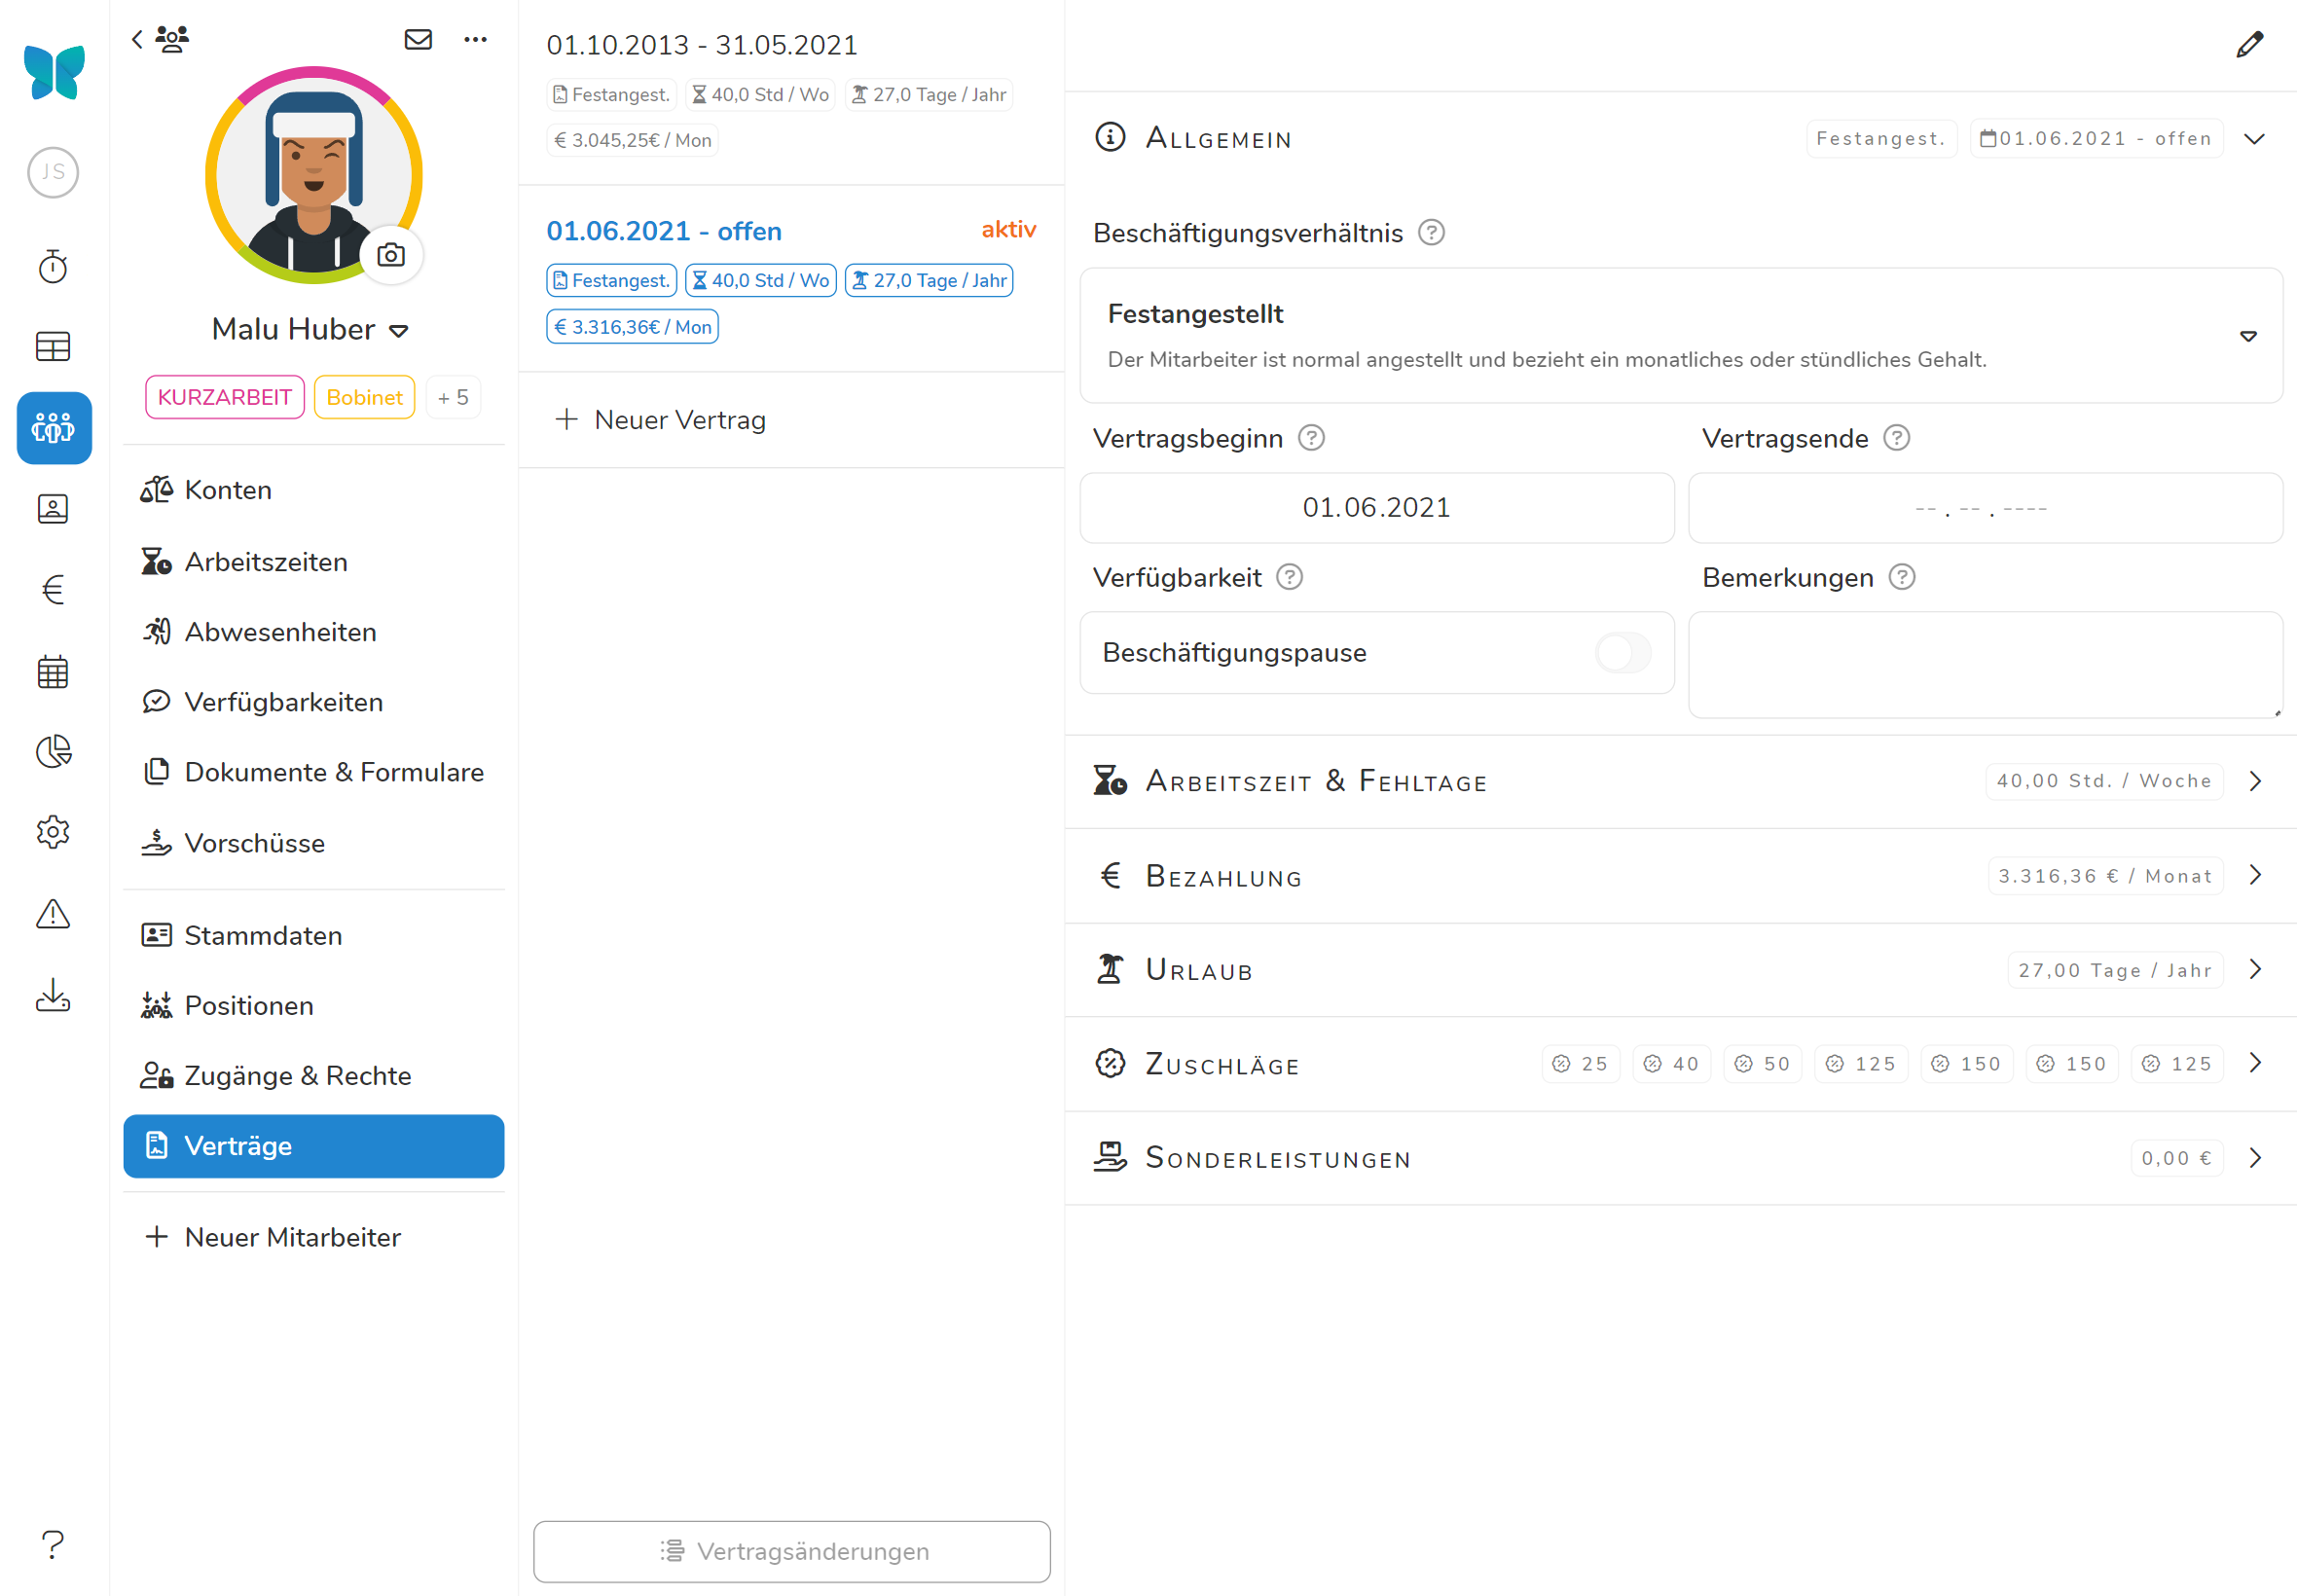 JS
Malu Huber
KURZARBEIT Bobinet + 5
Konten
Arbeitszeiten
Abwesenheiten
Verfügbarkeiten
Dokumente & Formulare
Vorschüsse
Stammdaten
Positionen
Zugänge & Rechte
Verträge
Neuer Mitarbeiter
01.10.2013 - 31.05.2021
Festangest. 40,0 Std / Wo 27,0 Tage / Jahr
€ 3.045,25€ / Mon
01.06.2021 - offen aktiv
Festangest. 40,0 Std / Wo 27,0 Tage / Jahr
€ 3.316,36€ / Mon
+ Neuer Vertrag
Vertragsänderungen
Allgemein Festangest. 01.06.2021 - offen
Beschäftigungsverhältnis ?
Festangestellt
Der Mitarbeiter ist normal angestellt und bezieht ein monatliches oder stündliches Gehalt.
Vertragsbeginn ? Vertragsende ?
01.06.2021 -- . -- . ----
Verfügbarkeit ? Bemerkungen ?
Beschäftigungspause
Arbeitszeit & Fehltage 40,00 Std. / Woche
€ Bezahlung 3.316,36 € / Monat
Urlaub 27,00 Tage / Jahr
Zuschläge 25 40 50 125 150 150 125
Sonderleistungen 0,00 €